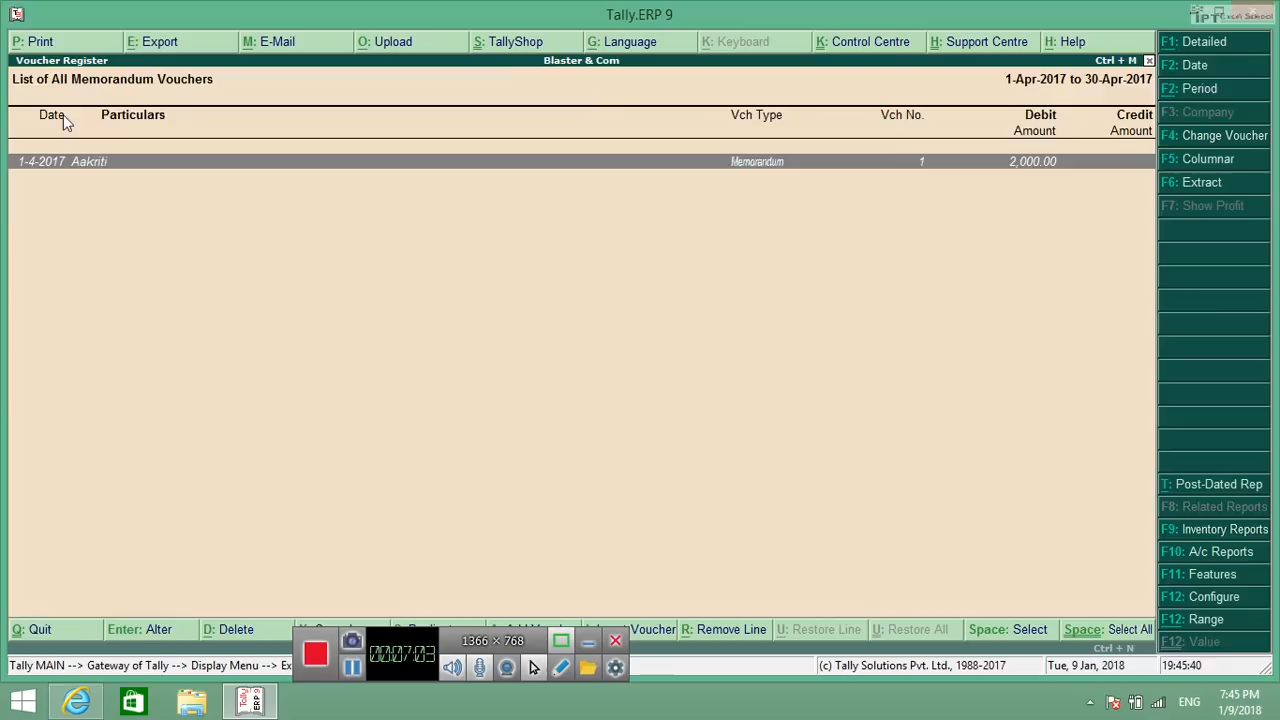 Tally.ERP 9
P: Print E: Export M: E-Mail O: Upload S: TallyShop G: Language K: Keyboard K: Control Centre H: Support Centre H: Help
Voucher Register Blaster & Com Ctrl + M
List of All Memorandum Vouchers 1-Apr-2017 to 30-Apr-2017
Date Particulars Vch Type Vch No. Debit Credit
Amount Amount
1-4-2017 Aakriti Memorandum 1 2,000.00
F1: Detailed
F2: Date
F2: Period
F3: Company
F4: Change Voucher
F5: Columnar
F6: Extract
F7: Show Profit
T: Post-Dated Rep
F8: Related Reports
F9: Inventory Reports
F10: A/c Reports
F11: Features
F12: Configure
F12: Range
F12: Value
Q: Quit Enter: Alter D: Delete Voucher R: Remove Line U: Restore Line U: Restore All Space: Select Space: Select All
Ctrl + N
1366 × 768
00:07:03
Tally MAIN --> Gateway of Tally --> Display Menu --> Ex (c) Tally Solutions Pvt. Ltd., 1988-2017 Tue, 9 Jan, 2018 19:45:40
ENG 7:45 PM
1/9/2018